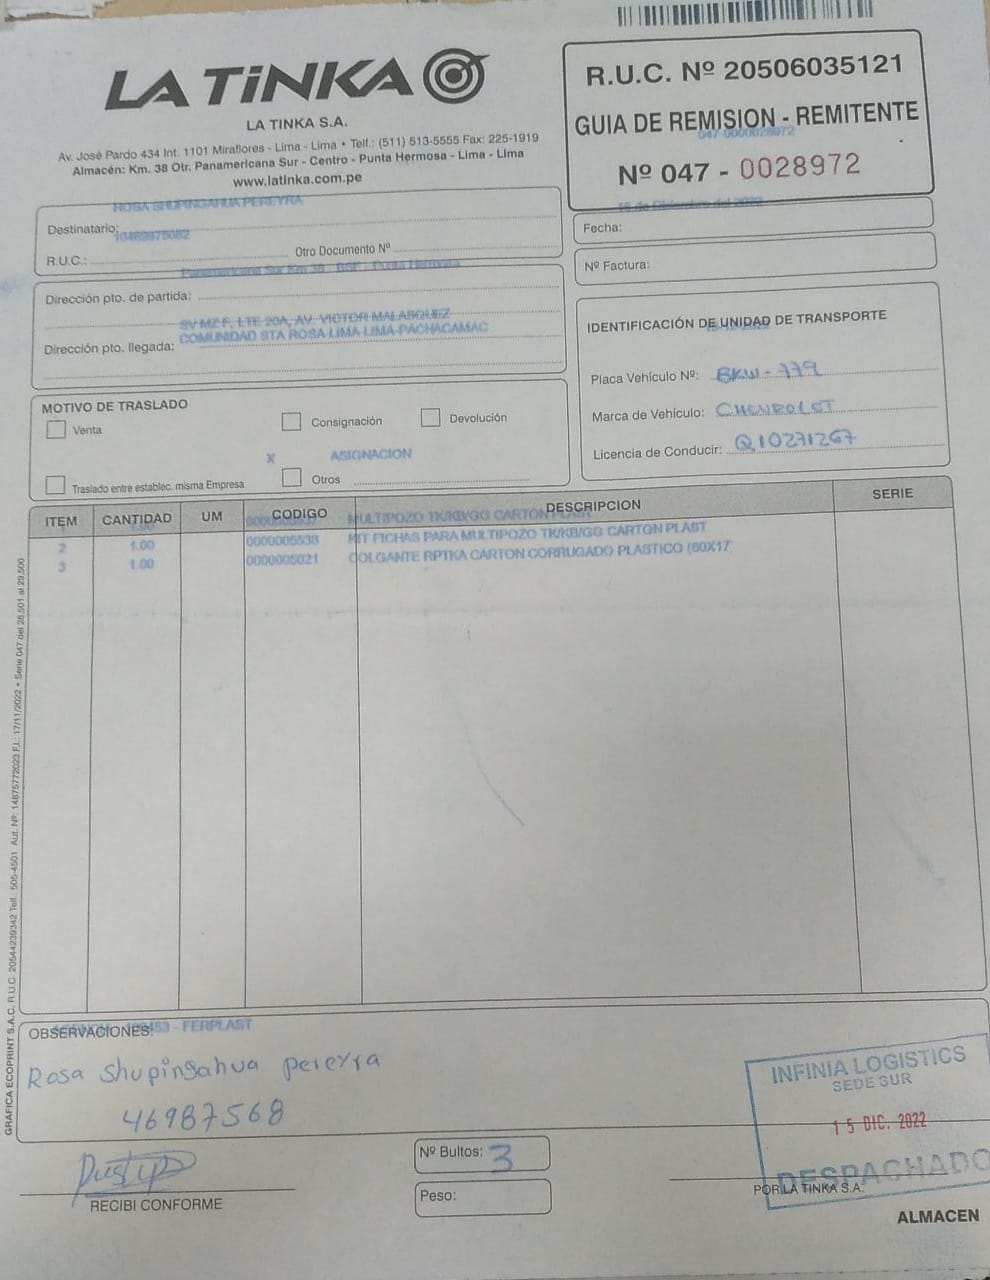 LA TiNKA
LA TINKA S.A.
Av. José Pardo 434 Int. 1101 Miraflores - Lima - Lima • Telf.: (511) 513-5555 Fax: 225-1919
Almacén: Km. 38 Otr. Panamericana Sur - Centro - Punta Hermosa - Lima - Lima
www.latinka.com.pe
R.U.C. Nº 20506035121
GUIA DE REMISION - REMITENTE
047-0000028972
Nº 047 - 0028972
ROSA SHUPINGAHUA PEREYRA
Destinatario:
R.U.C.:
Otro Documento Nº
15 de Diciembre del 2022
Fecha:
Nº Factura:
Panamericana Sur Km 38 - Punta Hermosa
Dirección pto. de partida:
SV MZ F, LTE 20A, AV. VICTOR MALASQUEZ
COMUNIDAD STA ROSA LIMA-LIMA-PACHACAMAC
Dirección pto. llegada:
IDENTIFICACIÓN DE UNIDAD DE TRANSPORTE
Placa Vehículo Nº: BKW-779
Marca de Vehículo: CHEVROLET
Licencia de Conducir: Q10271267
MOTIVO DE TRASLADO
Venta
Consignación
Devolución
X ASIGNACION
Traslado entre establec. misma Empresa
Otros
ITEM CANTIDAD UM CODIGO DESCRIPCION SERIE
1.00 MULTIPOZO TK/KB/GG CARTON PLAST
2 1.00 0000005538 KIT FICHAS PARA MULTIPOZO TK/KB/GG CARTON PLAST
3 1.00 0000005021 COLGANTE RPTKA CARTON CORRUGADO PLASTICO (60X17
GRAFICA ECOPRINT S.A.C. R.U.C. 20544239342 Telf.: 505-4501 Aut. Nº: 14875772023 F.I.: 17/11/2022 • Serie 047 del 28,501 al 29,500
OBSERVACIONES: - FERPLAST
Rosa Shupingahua Pereyra
46987568
INFINIA LOGISTICS
SEDE SUR
15 DIC. 2022
DESPACHADO
Nº Bultos: 3
Peso:
RECIBI CONFORME
POR LA TINKA S.A.
ALMACEN